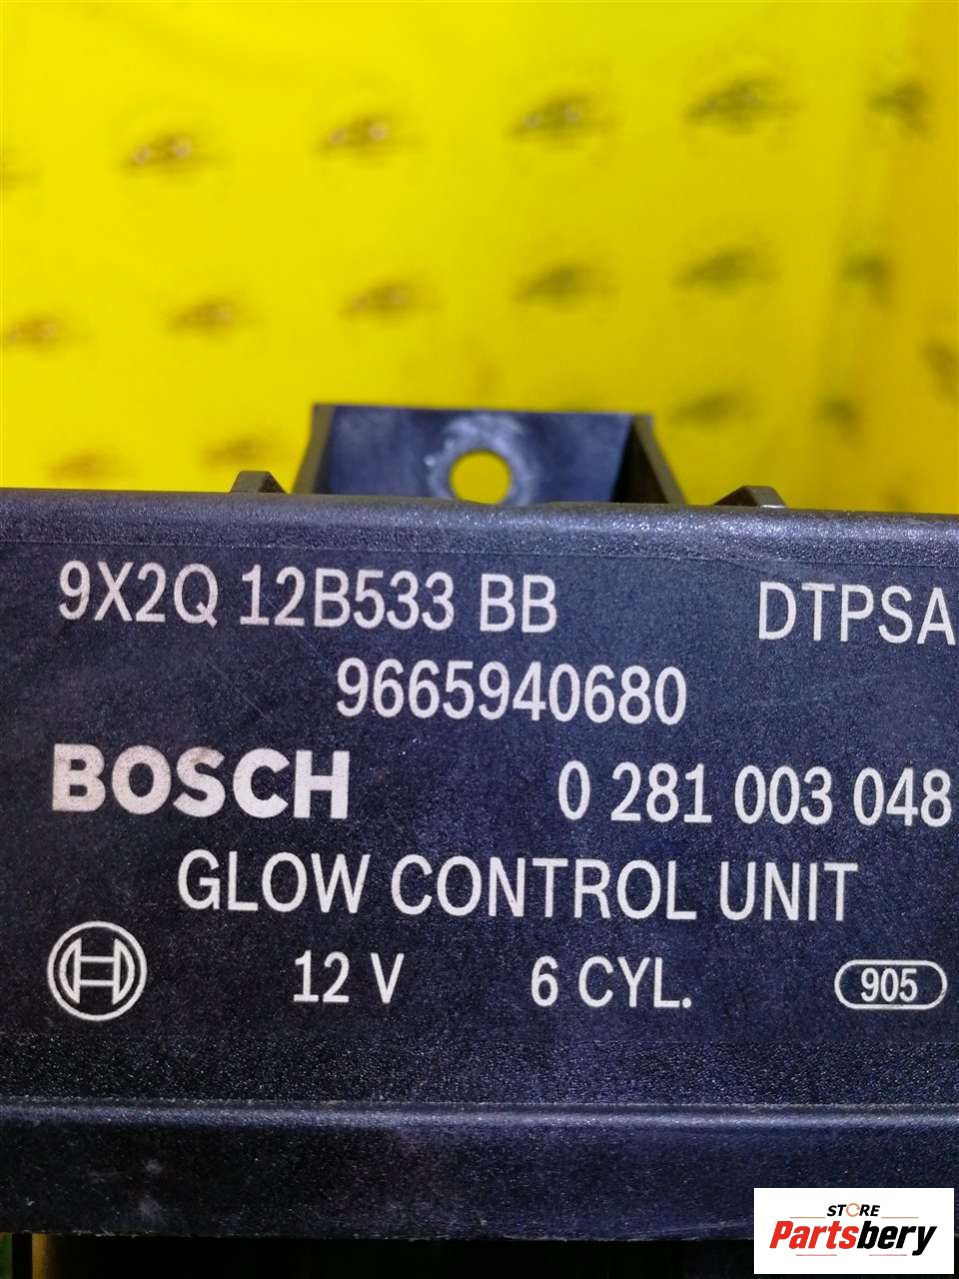 9X2Q 12B533 BB DTPSA
9665940680
BOSCH 0 281 003 048
GLOW CONTROL UNIT
12 V 6 CYL. 905
STORE
Partsbery